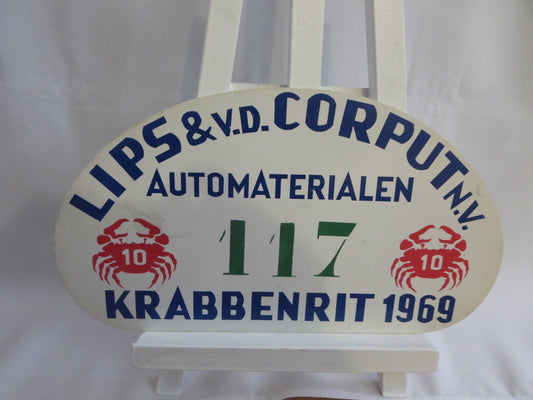 LIPS & V.D. CORPUT N.V.
AUTOMATERIALEN
117
10 10
KRABBENRIT 1969